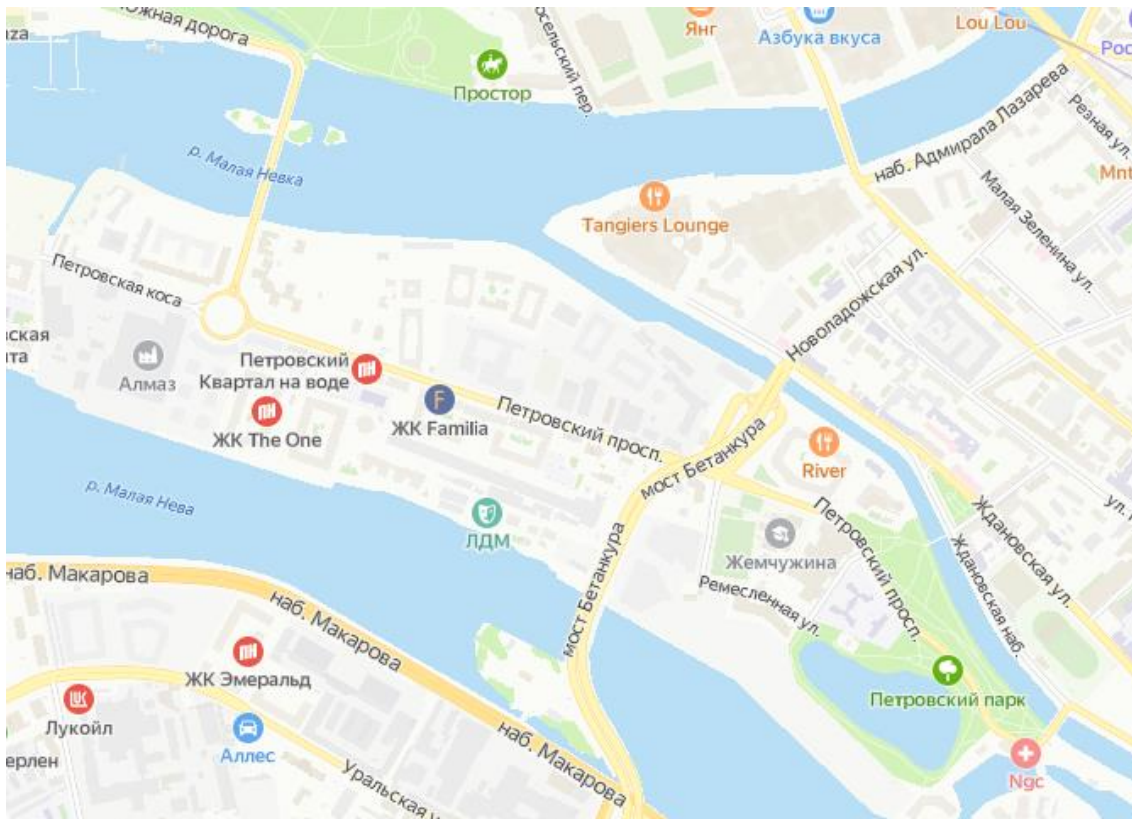 южная дорога
Lou Lou
Янг
Азбука вкуса
Простор
р. Малая Невка
наб. Адмирала Лазарева
Резная ул.
Малая Зеленина ул.
Tangiers Lounge
Новоладожская ул.
Петровская коса
Алмаз
Петровский
Квартал на воде
ЖК The One
F
ЖК Familia
Петровский просп.
мост Бетанкура
River
р. Малая Нева
ЛДМ
Жемчужина
Петровский просп.
Ждановская ул.
Ждановская наб.
Ремесленная ул.
мост Бетанкура
наб. Макарова
наб. Макарова
наб. Макарова
ЖК Эмеральд
Петровский парк
Лукойл
Аллес
Уральская у
Ngc